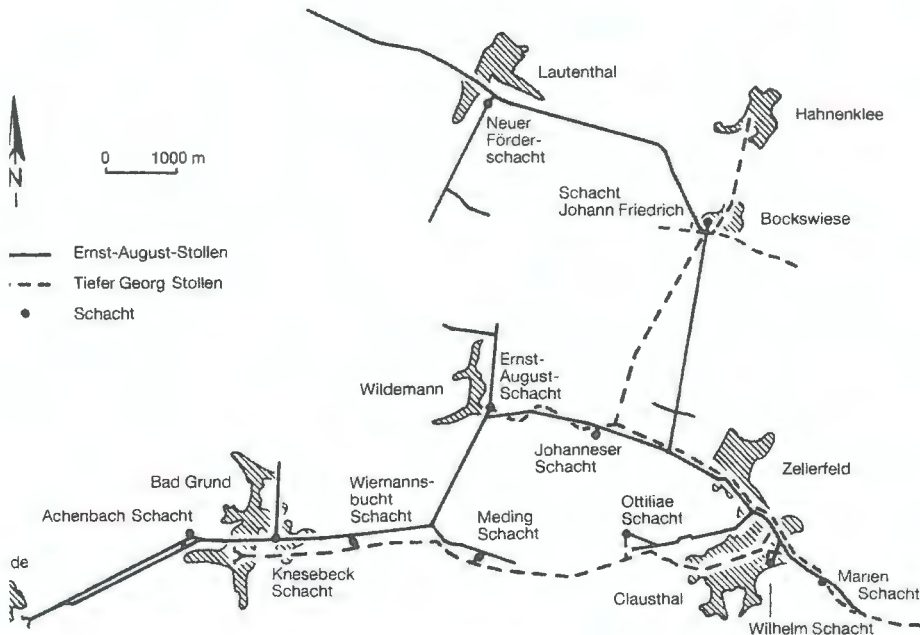 Lautenthal
Hahnenklee
Neuer
Förder-
schacht
N
0 1000 m
Schacht
Johann Friedrich
Bockswiese
Ernst-August-Stollen
Tiefer Georg Stollen
Schacht
Wildemann
Ernst-
August-
Schacht
Johanneser
Schacht
Zellerfeld
Bad Grund
Wiemanns-
bucht
Schacht
Achenbach Schacht
Meding
Schacht
Ottiliae
Schacht
de
Knesebeck
Schacht
Clausthal
Marien
Schacht
Wilhelm Schacht